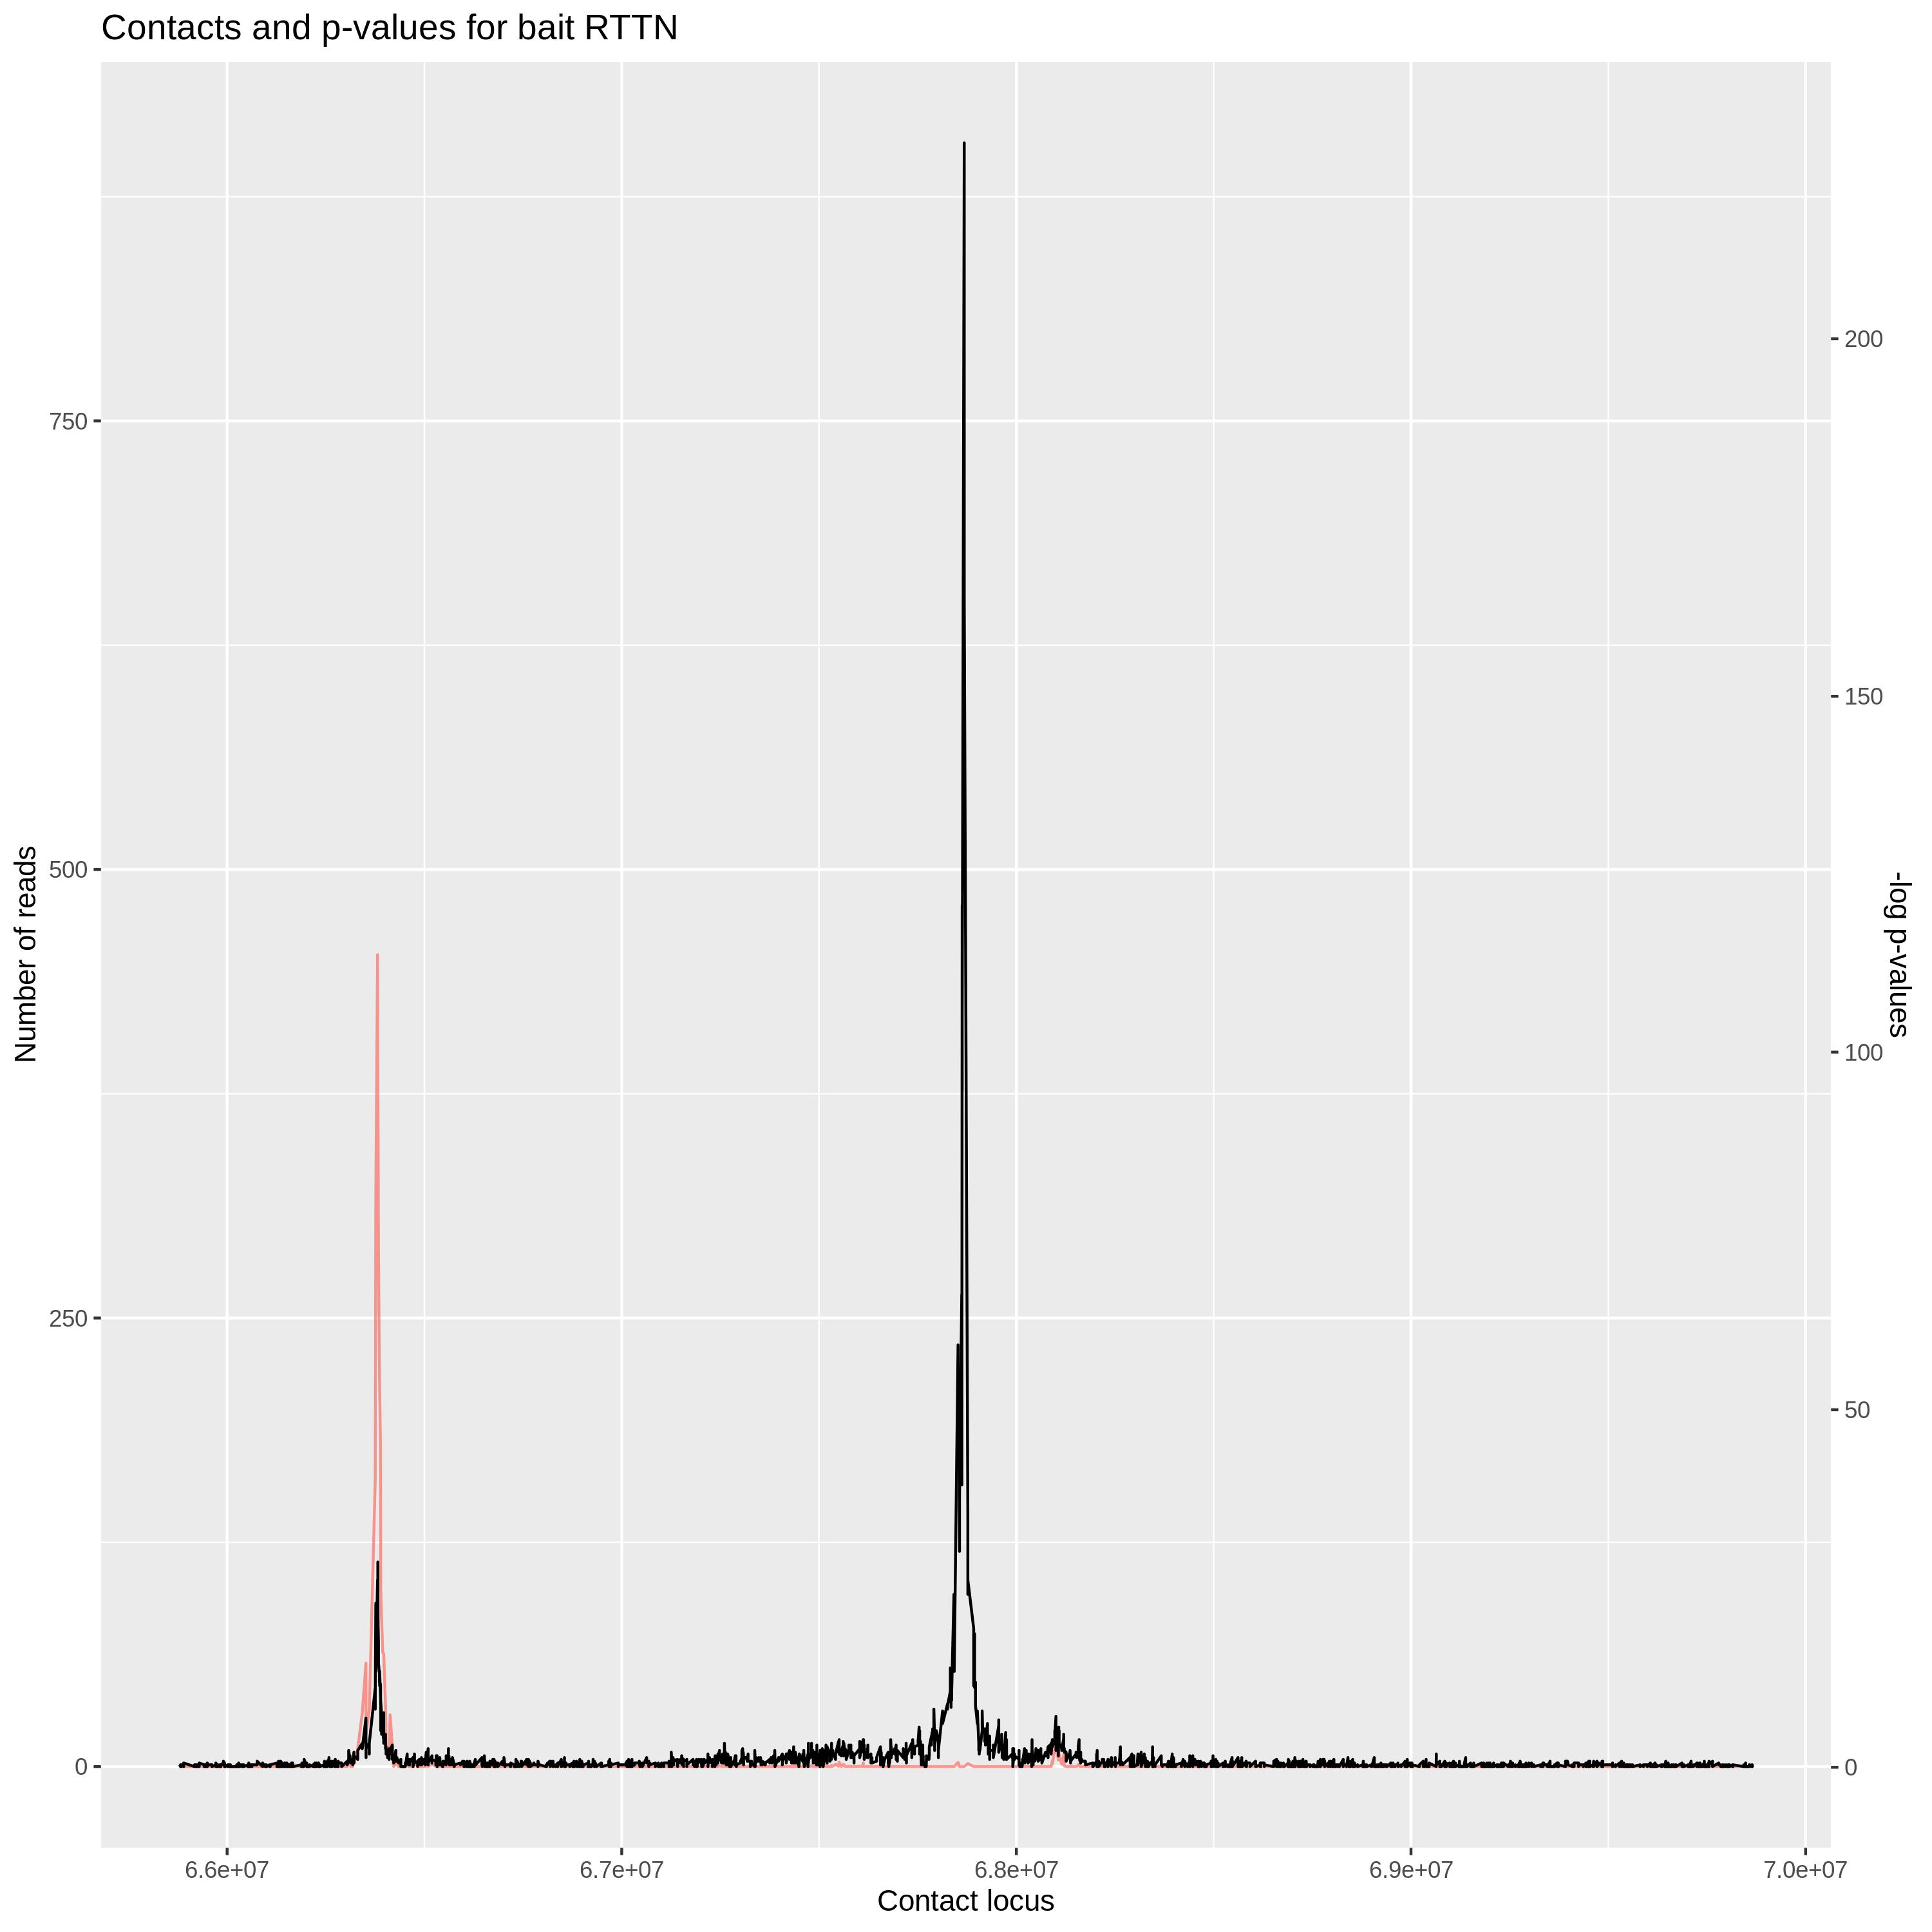 Contacts and p-values for bait RTTN
750
500
250
0
Number of reads
200
150
100
50
0
-log p-values
6.6e+07 6.7e+07 6.8e+07 6.9e+07 7.0e+07
Contact locus